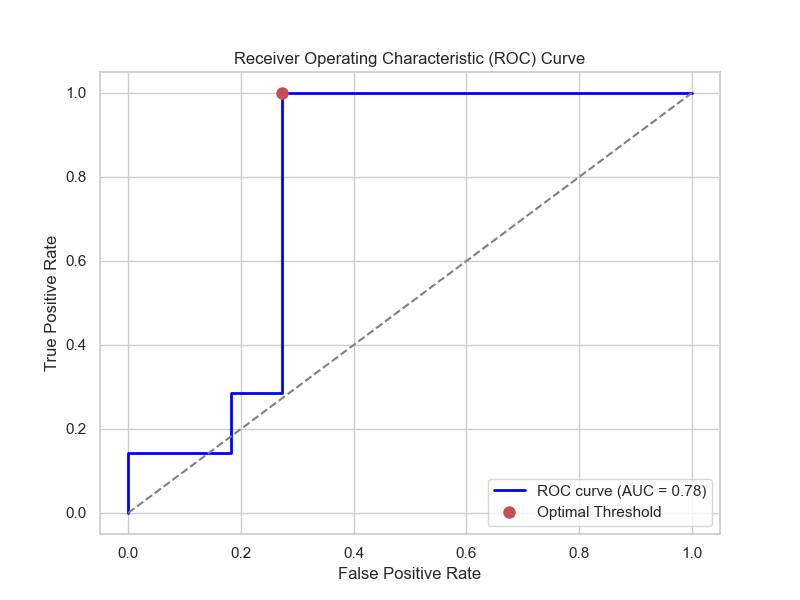 Receiver Operating Characteristic (ROC) Curve
True Positive Rate
1.0
0.8
0.6
0.4
0.2
0.0
ROC curve (AUC = 0.78)
Optimal Threshold
0.0 0.2 0.4 0.6 0.8 1.0
False Positive Rate